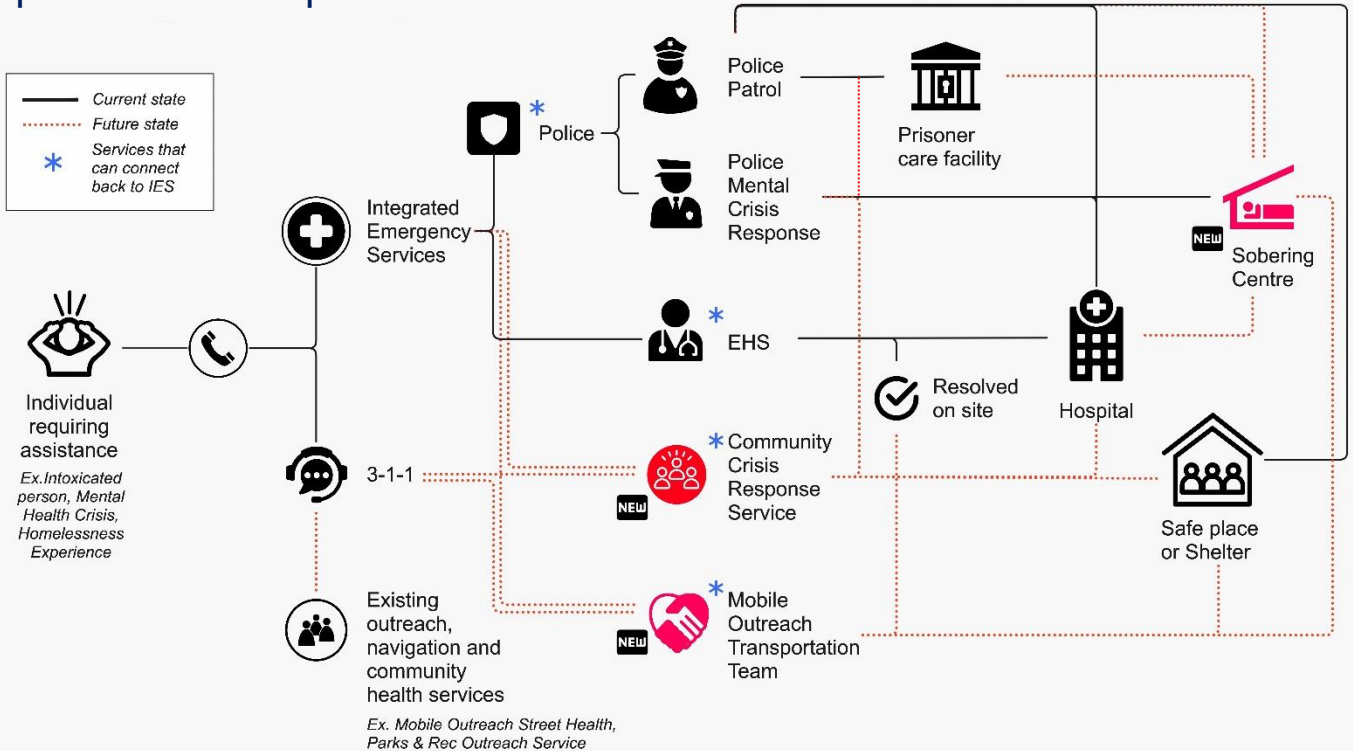 Current state
Future state
Services that
can connect
back to IES
Individual
requiring
assistance
Ex.Intoxicated
person, Mental
Health Crisis,
Homelessness
Experience
Integrated
Emergency
Services
3-1-1
Existing
outreach,
navigation and
community
health services
Ex. Mobile Outreach Street Health,
Parks & Rec Outreach Service
Police
Police
Patrol
Police
Mental
Crisis
Response
EHS
NEW
Community
Crisis
Response
Service
NEW
Mobile
Outreach
Transportation
Team
Prisoner
care facility
Resolved
on site
Hospital
NEW
Sobering
Centre
Safe place
or Shelter